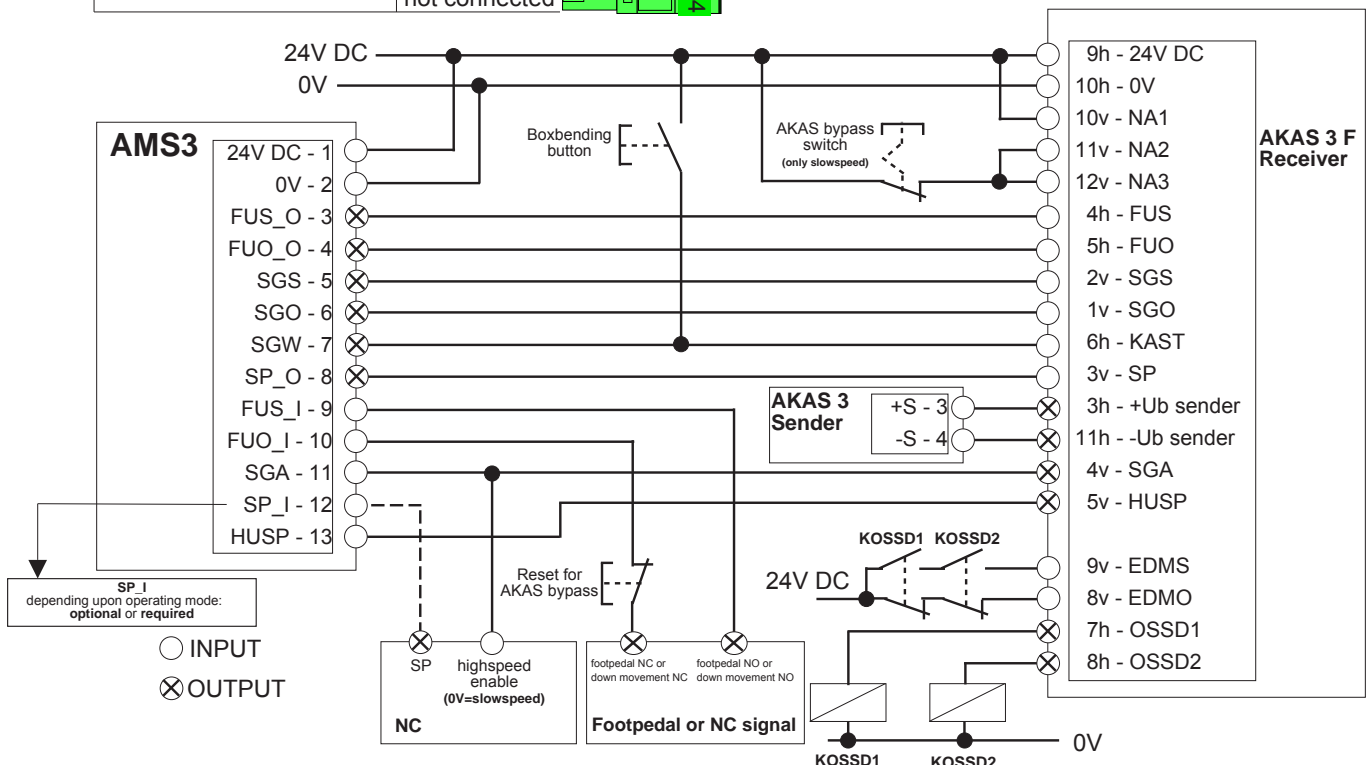 not connected
4
24V DC
0V
AMS3
24V DC - 1
0V - 2
FUS_O - 3
FUO_O - 4
SGS - 5
SGO - 6
SGW - 7
SP_O - 8
FUS_I - 9
FUO_I - 10
SGA - 11
SP_I - 12
HUSP - 13
SP_I
depending upon operating mode:
optional or required
INPUT
OUTPUT
Boxbending
button
AKAS bypass
switch
(only slowspeed)
AKAS 3
Sender
+S - 3
-S - 4
Reset for
AKAS bypass
SP
highspeed
enable
(0V=slowspeed)
NC
footpedal NC or
down movement NC
footpedal NO or
down movement NO
Footpedal or NC signal
KOSSD1
KOSSD2
24V DC
KOSSD1
KOSSD2
0V
9h - 24V DC
10h - 0V
10v - NA1
11v - NA2
12v - NA3
4h - FUS
5h - FUO
2v - SGS
1v - SGO
6h - KAST
3v - SP
3h - +Ub sender
11h - -Ub sender
4v - SGA
5v - HUSP
9v - EDMS
8v - EDMO
7h - OSSD1
8h - OSSD2
AKAS 3 F
Receiver